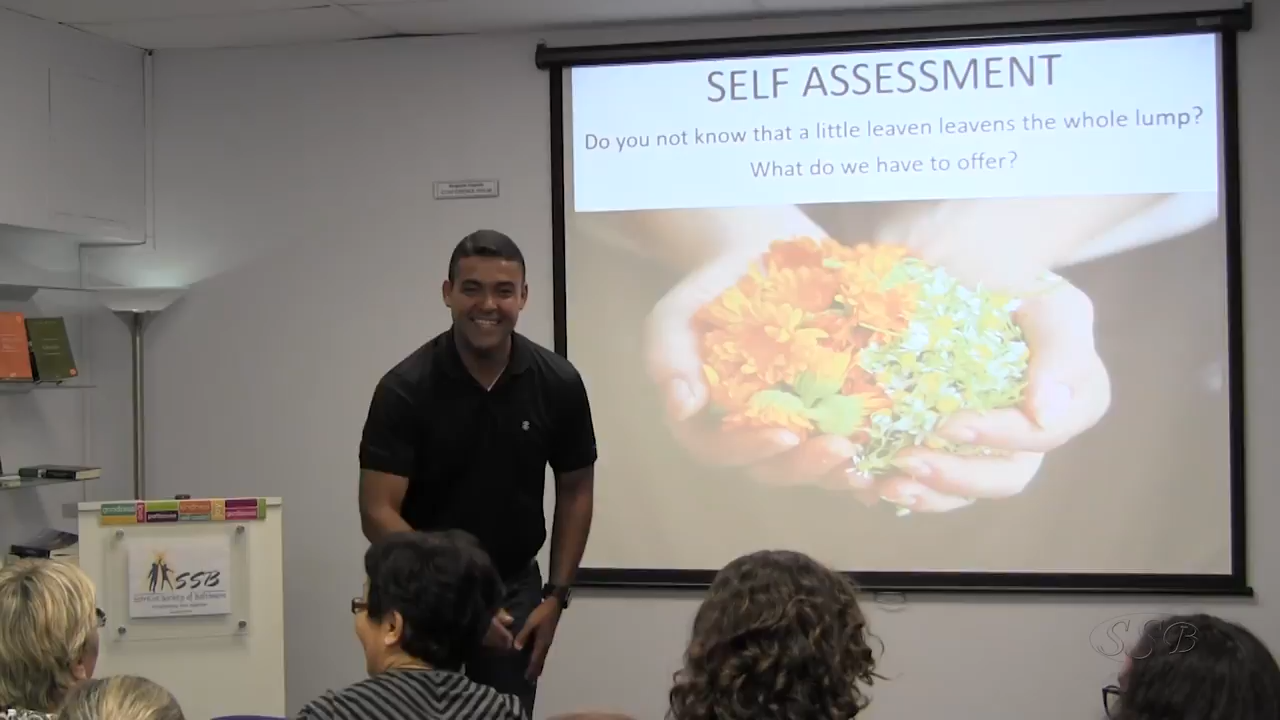 SELF ASSESSMENT
Do you not know that a little leaven leavens the whole lump?
What do we have to offer?
SSB
SSB